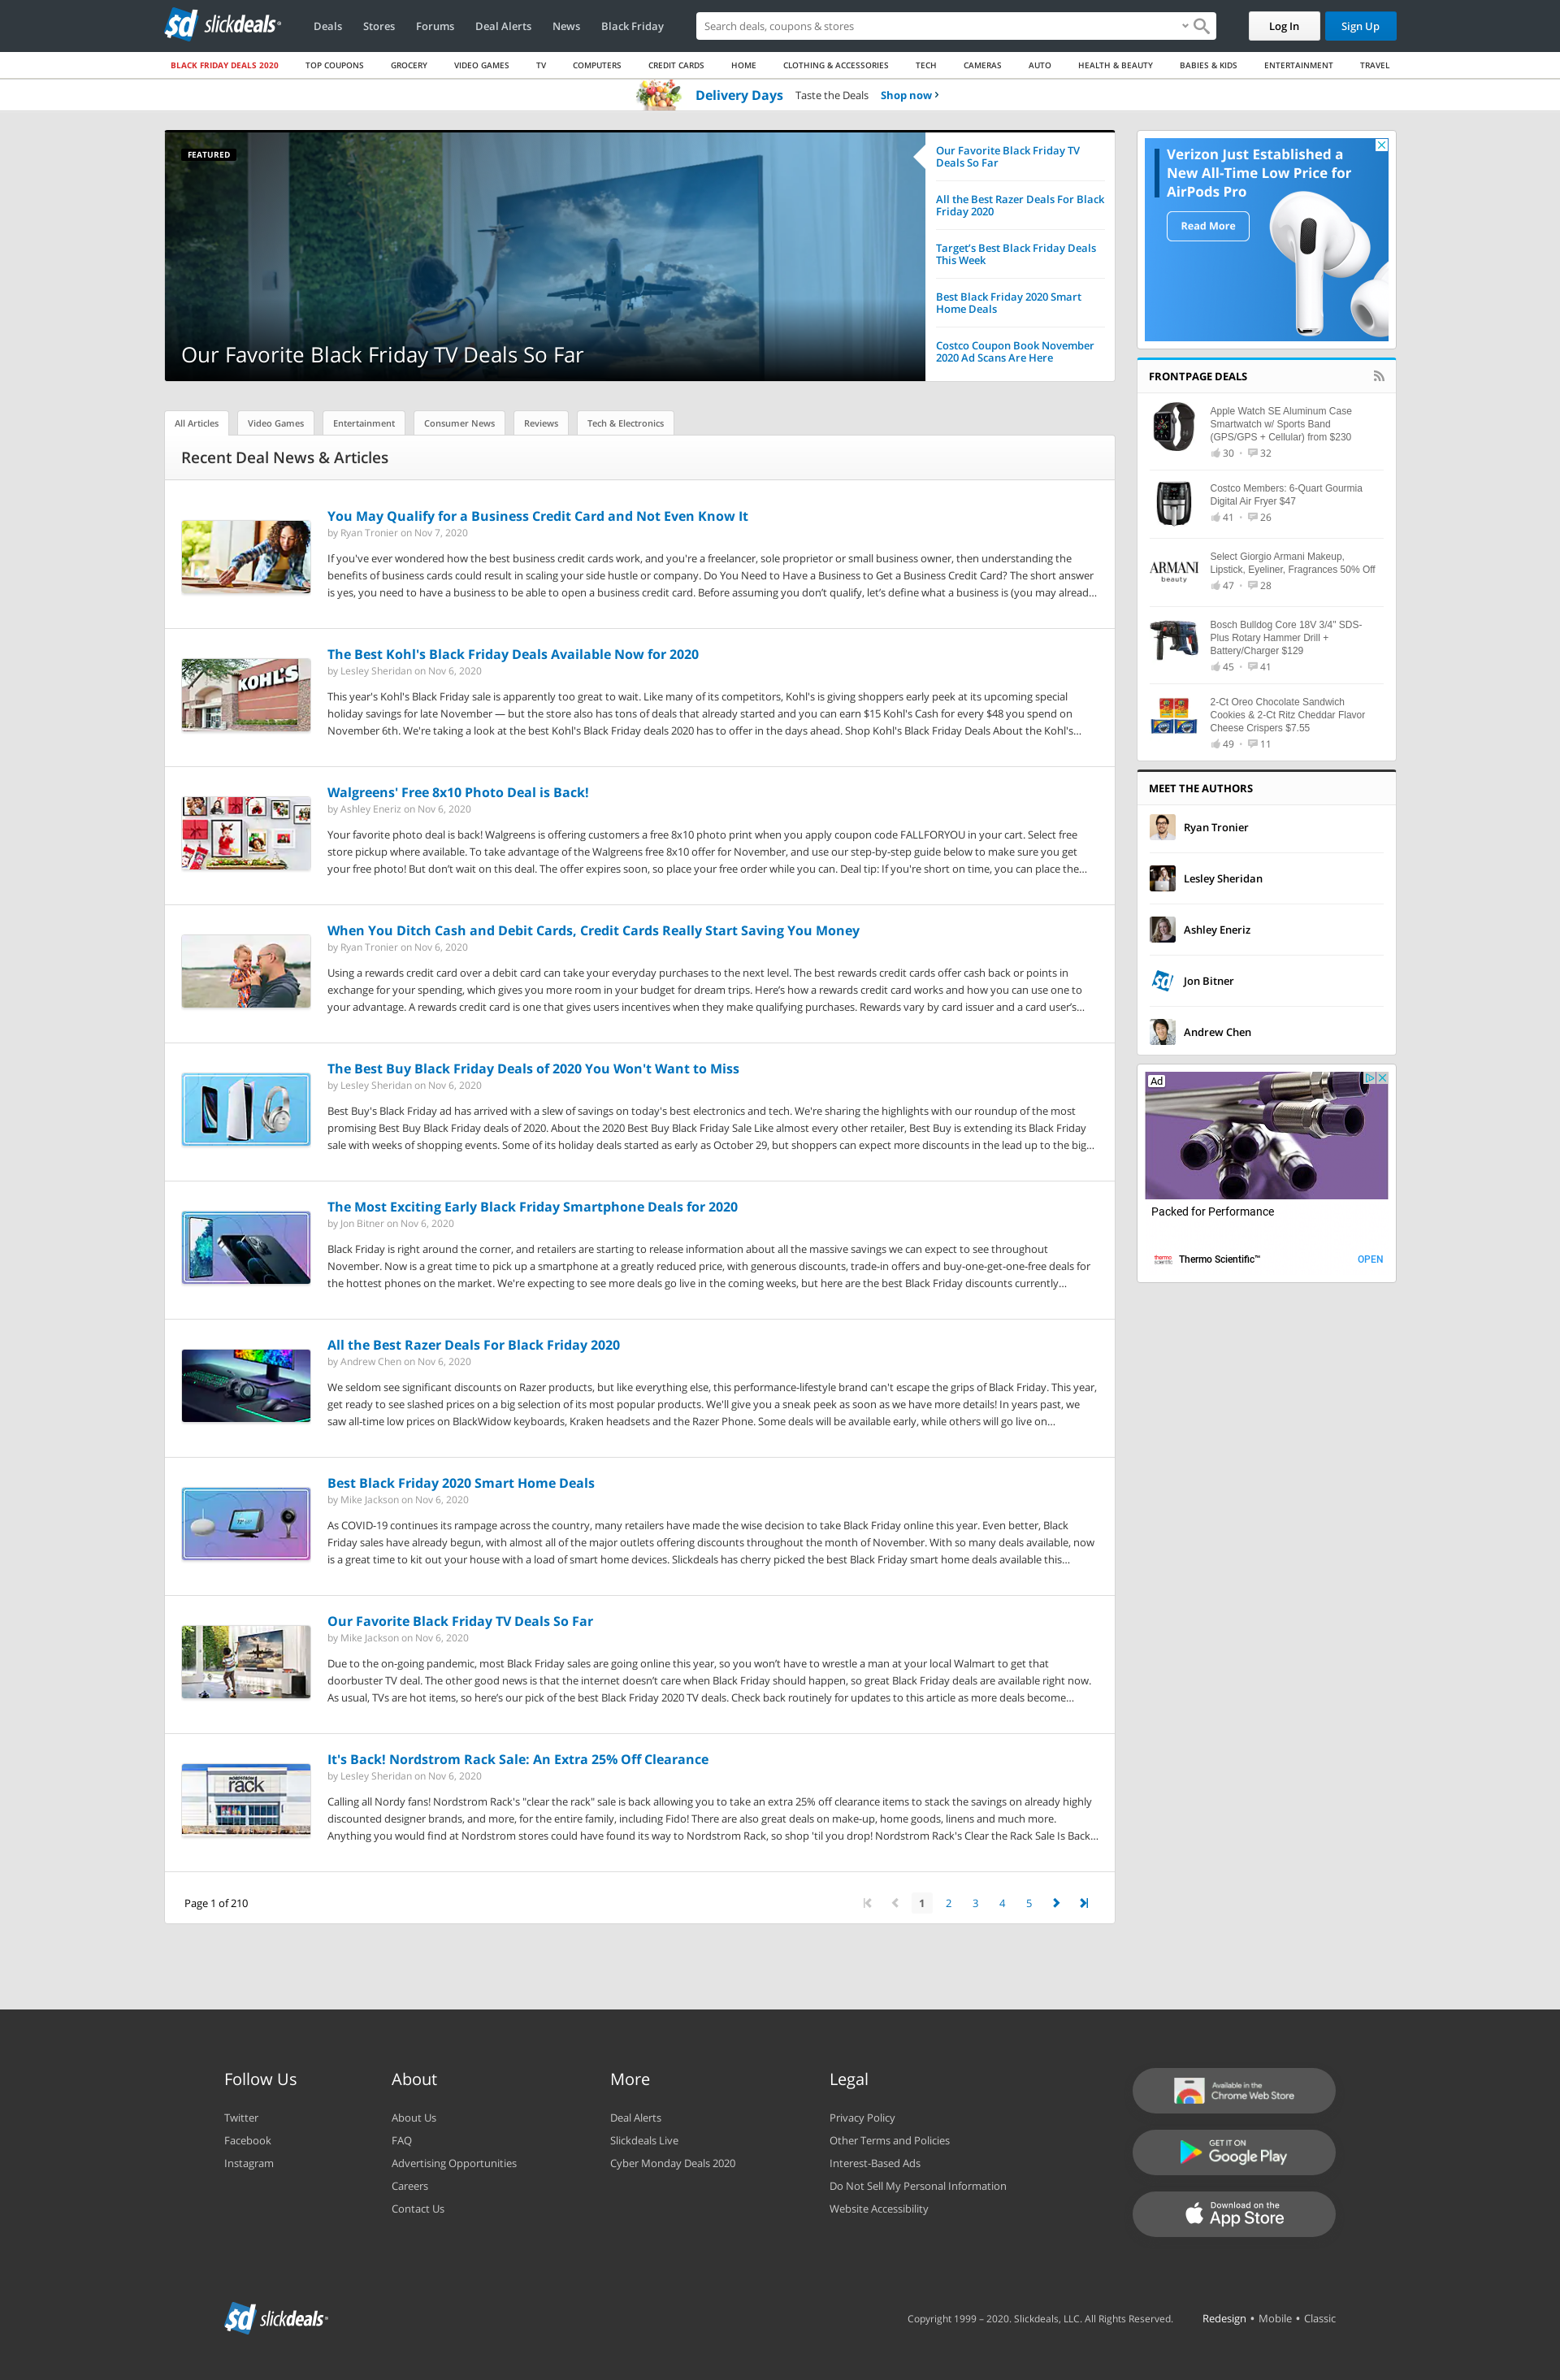 sd slickdeals®
Deals
Stores
Forums
Deal Alerts
News
Black Friday
Search deals, coupons & stores
Log In
Sign Up
BLACK FRIDAY DEALS 2020
TOP COUPONS
GROCERY
VIDEO GAMES
TV
COMPUTERS
CREDIT CARDS
HOME
CLOTHING & ACCESSORIES
TECH
CAMERAS
AUTO
HEALTH & BEAUTY
BABIES & KIDS
ENTERTAINMENT
TRAVEL
Delivery Days Taste the Deals Shop now
FEATURED
Our Favorite Black Friday TV Deals So Far
Our Favorite Black Friday TV
Deals So Far
All the Best Razer Deals For Black
Friday 2020
Target's Best Black Friday Deals
This Week
Best Black Friday 2020 Smart
Home Deals
Costco Coupon Book November
2020 Ad Scans Are Here
All Articles
Video Games
Entertainment
Consumer News
Reviews
Tech & Electronics
Recent Deal News & Articles
You May Qualify for a Business Credit Card and Not Even Know It
by Ryan Tronier on Nov 7, 2020
If you've ever wondered how the best business credit cards work, and you're a freelancer, sole proprietor or small business owner, then understanding the
benefits of business cards could result in scaling your side hustle or company. Do You Need to Have a Business to Get a Business Credit Card? The short answer
is yes, you need to have a business to be able to open a business credit card. Before assuming you don't qualify, let's define what a business is (you may alread...
KOHL'S
The Best Kohl's Black Friday Deals Available Now for 2020
by Lesley Sheridan on Nov 6, 2020
This year's Kohl's Black Friday sale is apparently too great to wait. Like many of its competitors, Kohl's is giving shoppers early peek at its upcoming special
holiday savings for late November — but the store also has tons of deals that already started and you can earn $15 Kohl's Cash for every $48 you spend on
November 6th. We're taking a look at the best Kohl's Black Friday deals 2020 has to offer in the days ahead. Shop Kohl's Black Friday Deals About the Kohl's...
Walgreens' Free 8x10 Photo Deal is Back!
by Ashley Eneriz on Nov 6, 2020
Your favorite photo deal is back! Walgreens is offering customers a free 8x10 photo print when you apply coupon code FALLFORYOU in your cart. Select free
store pickup where available. To take advantage of the Walgreens free 8x10 offer for November, and use our step-by-step guide below to make sure you get
your free photo! But don't wait on this deal. The offer expires soon, so place your free order while you can. Deal tip: If you're short on time, you can place the...
When You Ditch Cash and Debit Cards, Credit Cards Really Start Saving You Money
by Ryan Tronier on Nov 6, 2020
Using a rewards credit card over a debit card can take your everyday purchases to the next level. The best rewards credit cards offer cash back or points in
exchange for your spending, which gives you more room in your budget for dream trips. Here's how a rewards credit card works and how you can use one to
your advantage. A rewards credit card is one that gives users incentives when they make qualifying purchases. Rewards vary by card issuer and a card user's...
The Best Buy Black Friday Deals of 2020 You Won't Want to Miss
by Lesley Sheridan on Nov 6, 2020
Best Buy's Black Friday ad has arrived with a slew of savings on today's best electronics and tech. We're sharing the highlights with our roundup of the most
promising Best Buy Black Friday deals of 2020. About the 2020 Best Buy Black Friday Sale Like almost every other retailer, Best Buy is extending its Black Friday
sale with weeks of shopping events. Some of its holiday deals started as early as October 29, but shoppers can expect more discounts in the lead up to the big...
The Most Exciting Early Black Friday Smartphone Deals for 2020
by Jon Bitner on Nov 6, 2020
Black Friday is right around the corner, and retailers are starting to release information about all the massive savings we can expect to see throughout
November. Now is a great time to pick up a smartphone at a greatly reduced price, with generous discounts, trade-in offers and buy-one-get-one-free deals for
the hottest phones on the market. We're expecting to see more deals go live in the coming weeks, but here are the best Black Friday discounts currently...
All the Best Razer Deals For Black Friday 2020
by Andrew Chen on Nov 6, 2020
We seldom see significant discounts on Razer products, but like everything else, this performance-lifestyle brand can't escape the grips of Black Friday. This year,
get ready to see slashed prices on a big selection of its most popular products. We'll give you a sneak peek as soon as we have more details! In years past, we
saw all-time low prices on BlackWidow keyboards, Kraken headsets and the Razer Phone. Some deals will be available early, while others will go live on...
Best Black Friday 2020 Smart Home Deals
by Mike Jackson on Nov 6, 2020
As COVID-19 continues its rampage across the country, many retailers have made the wise decision to take Black Friday online this year. Even better, Black
Friday sales have already begun, with almost all of the major outlets offering discounts throughout the month of November. With so many deals available, now
is a great time to kit out your house with a load of smart home devices. Slickdeals has cherry picked the best Black Friday smart home deals available this...
Our Favorite Black Friday TV Deals So Far
by Mike Jackson on Nov 6, 2020
Due to the on-going pandemic, most Black Friday sales are going online this year, so you won't have to wrestle a man at your local Walmart to get that
doorbuster TV deal. The other good news is that the internet doesn't care when Black Friday should happen, so great Black Friday deals are available right now.
As usual, TVs are hot items, so here's our pick of the best Black Friday 2020 TV deals. Check back routinely for updates to this article as more deals become...
NORDSTROM
rack
It's Back! Nordstrom Rack Sale: An Extra 25% Off Clearance
by Lesley Sheridan on Nov 6, 2020
Calling all Nordy fans! Nordstrom Rack's "clear the rack" sale is back allowing you to take an extra 25% off clearance items to stack the savings on already highly
discounted designer brands, and more, for the entire family, including Fido! There are also great deals on make-up, home goods, linens and much more.
Anything you would find at Nordstrom stores could have found its way to Nordstrom Rack, so shop 'til you drop! Nordstrom Rack's Clear the Rack Sale Is Back...
Page 1 of 210
1 2 3 4 5
Verizon Just Established a
New All-Time Low Price for
AirPods Pro
Read More
FRONTPAGE DEALS
Apple Watch SE Aluminum Case
Smartwatch w/ Sports Band
(GPS/GPS + Cellular) from $230
30 • 32
Costco Members: 6-Quart Gourmia
Digital Air Fryer $47
41 • 26
ARMANI
beauty
Select Giorgio Armani Makeup,
Lipstick, Eyeliner, Fragrances 50% Off
47 • 28
Bosch Bulldog Core 18V 3/4" SDS-
Plus Rotary Hammer Drill +
Battery/Charger $129
45 • 41
2-Ct Oreo Chocolate Sandwich
Cookies & 2-Ct Ritz Cheddar Flavor
Cheese Crispers $7.55
49 • 11
MEET THE AUTHORS
Ryan Tronier
Lesley Sheridan
Ashley Eneriz
sd
Jon Bitner
Andrew Chen
Ad
Packed for Performance
thermo
scientific
Thermo Scientific™
OPEN
Follow Us
Twitter
Facebook
Instagram
About
About Us
FAQ
Advertising Opportunities
Careers
Contact Us
More
Deal Alerts
Slickdeals Live
Cyber Monday Deals 2020
Legal
Privacy Policy
Other Terms and Policies
Interest-Based Ads
Do Not Sell My Personal Information
Website Accessibility
Available in the
Chrome Web Store
GET IT ON
Google Play
Download on the
App Store
sd slickdeals®
Copyright 1999 – 2020. Slickdeals, LLC. All Rights Reserved.
Redesign • Mobile • Classic